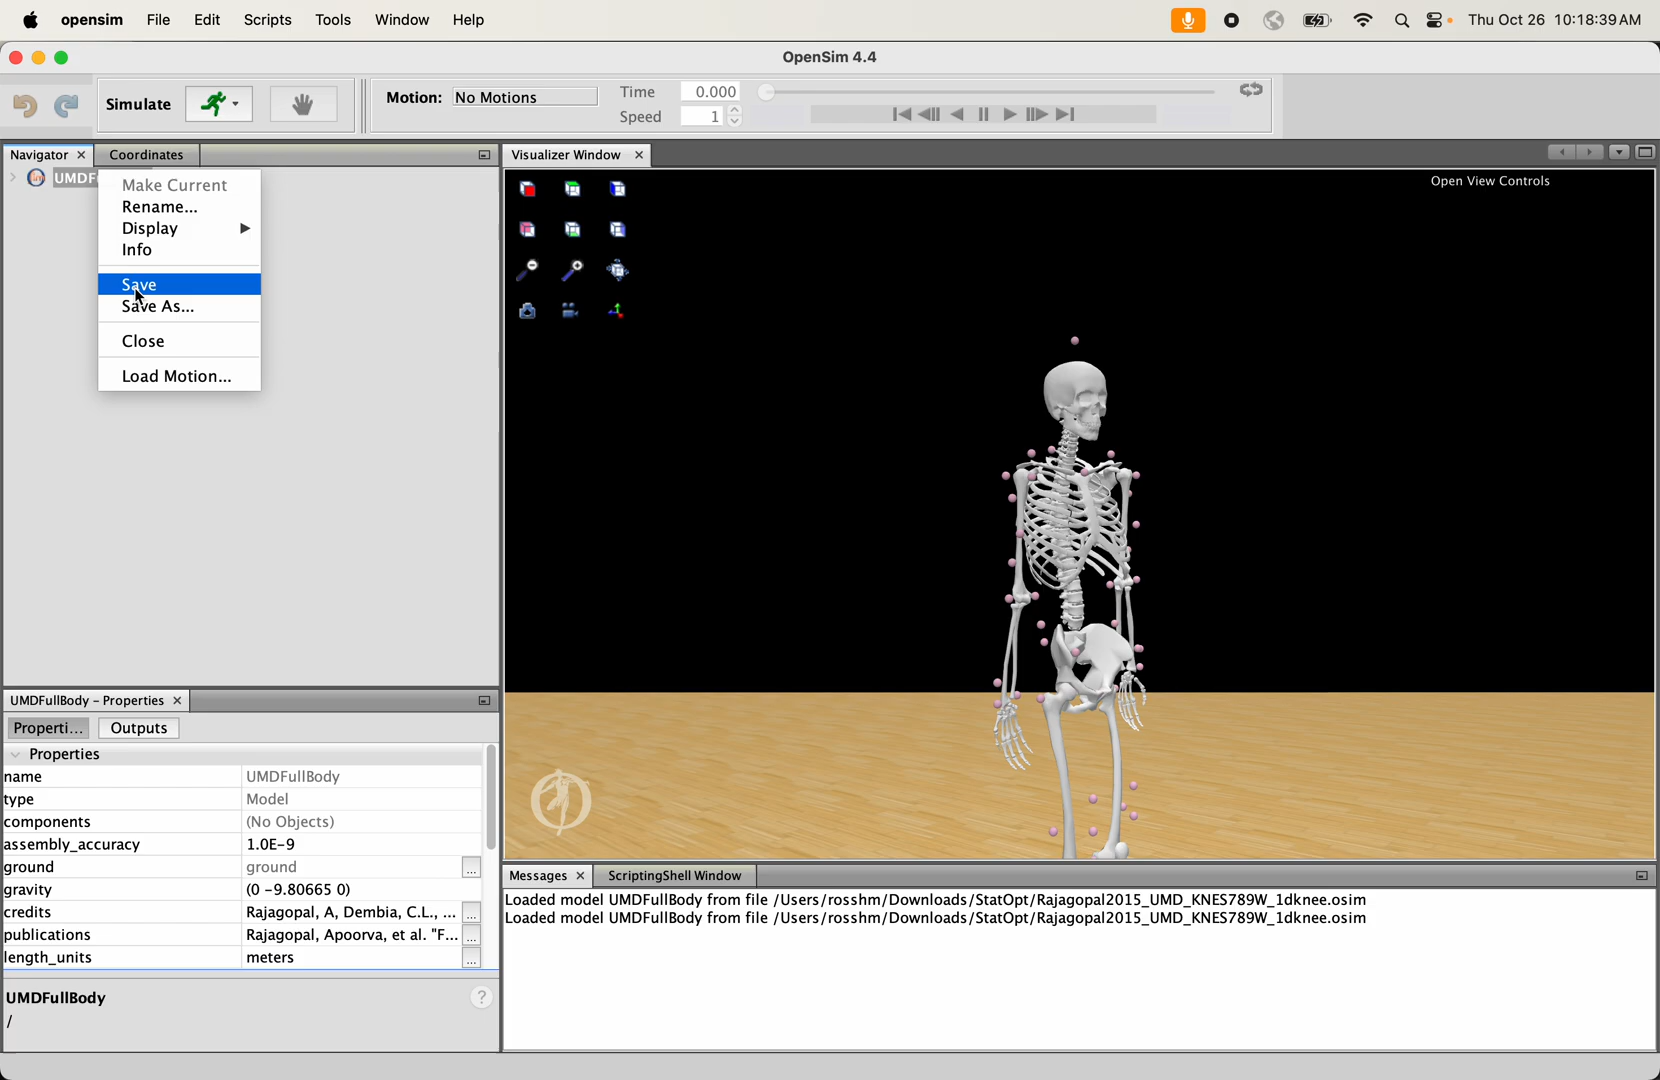 opensim File Edit Scripts Tools Window Help Thu Oct 26 10:18:39 AM
OpenSim 4.4
Simulate
Motion: No Motions
Time 0.000
Speed 1
Navigator
Coordinates
Visualizer Window
UMDF
Make Current
Rename...
Display
Info
Save
Save As...
Close
Load Motion...
Open View Controls
UMDFullBody – Properties
Properti... Outputs
Properties
name UMDFullBody
type Model
components (No Objects)
assembly_accuracy 1.0E-9
ground ground ...
gravity (0 -9.80665 0)
credits Rajagopal, A, Dembia, C.L., ... ...
publications Rajagopal, Apoorva, et al. "F... ...
length_units meters ...
UMDFullBody
/
?
Messages
ScriptingShell Window
Loaded model UMDFullBody from file /Users/rosshm/Downloads/StatOpt/Rajagopal2015_UMD_KNES789W_1dknee.osim
Loaded model UMDFullBody from file /Users/rosshm/Downloads/StatOpt/Rajagopal2015_UMD_KNES789W_1dknee.osim